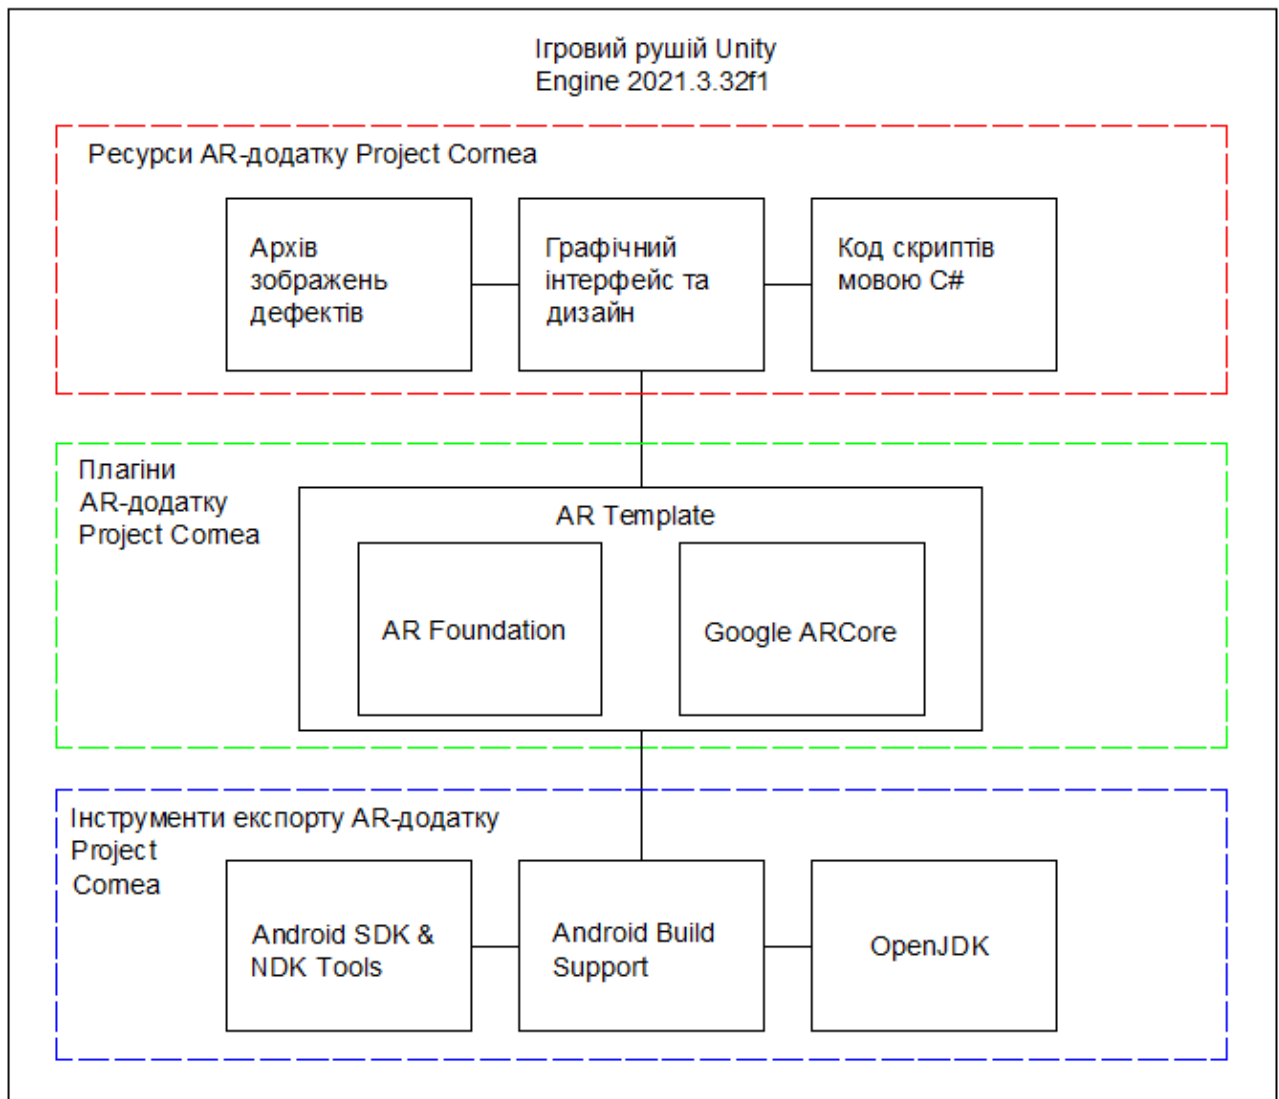 Ігровий рушій Unity
Engine 2021.3.32f1
Ресурси AR-додатку Project Cornea
Архів
зображень
дефектів
Графічний
інтерфейс та
дизайн
Код скриптів
мовою C#
Плагіни
AR-додатку
Project Cornea
AR Template
AR Foundation
Google ARCore
Інструменти експорту AR-додатку
Project
Cornea
Android SDK &
NDK Tools
Android Build
Support
OpenJDK